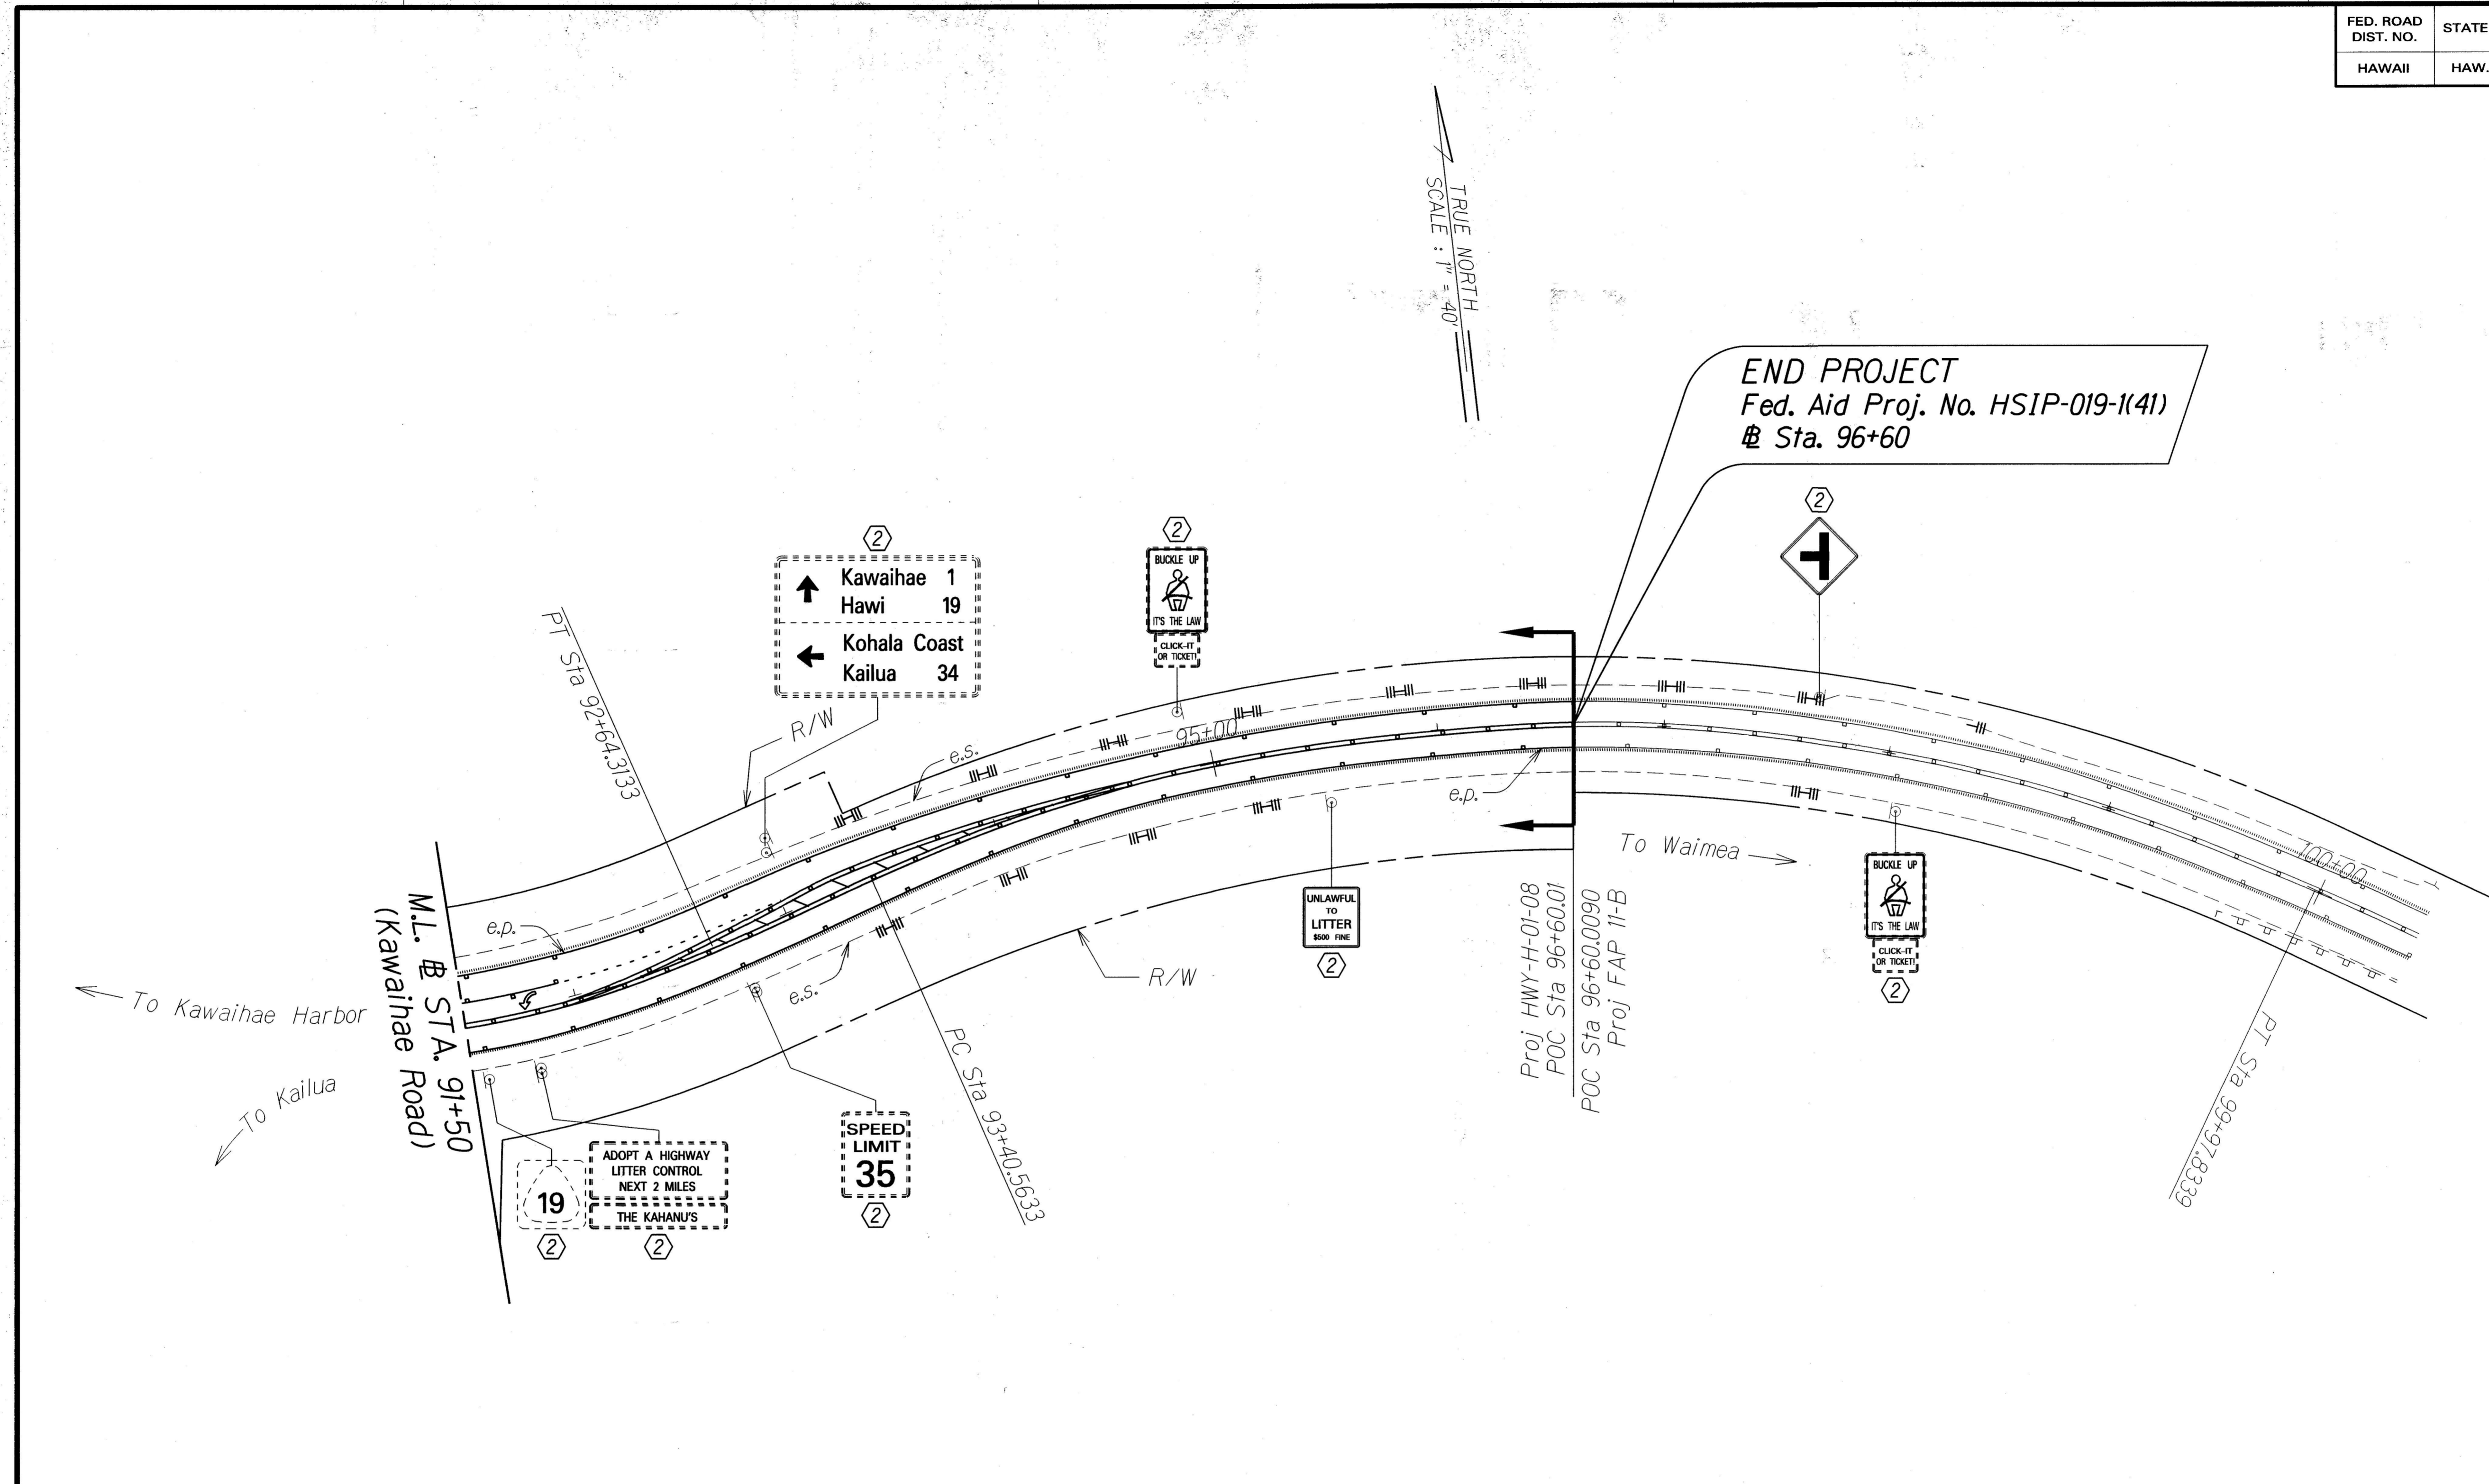 FED. ROAD DIST. NO.
STATE
HAWAII
HAW.
TRUE NORTH
SCALE : 1" = 40'
END PROJECT
Fed. Aid Proj. No. HSIP-019-1(41)
℄ Sta. 96+60
2
Kawaihae 1
Hawi 19
Kohala Coast
Kailua 34
2
BUCKLE UP
IT'S THE LAW
CLICK-IT
OR TICKET!
2
PT Sta 92+64.3133
R/W
e.s.
95+00
e.p.
To Waimea
100+00
e.p.
M.L. ℄ STA. 91+50
(Kawaihae Road)
To Kawaihae Harbor
To Kailua
e.s.
R/W
PC Sta 93+40.5633
UNLAWFUL
TO
LITTER
$500 FINE
2
Proj HWY-H-01-08
POC Sta 96+60.01
POC Sta 96+60.0090
Proj FAP 11-B
BUCKLE UP
IT'S THE LAW
CLICK-IT
OR TICKET!
2
PT Sta 99+97.8339
19
2
ADOPT A HIGHWAY
LITTER CONTROL
NEXT 2 MILES
THE KAHANU'S
2
SPEED
LIMIT
35
2